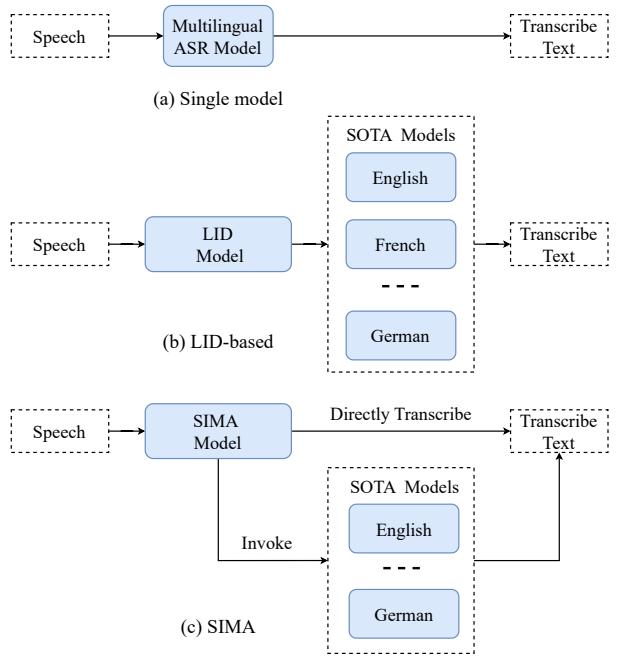 Speech
Multilingual
ASR Model
Transcribe
Text
(a) Single model
SOTA Models
English
Speech
LID
Model
French
Transcribe
Text
German
(b) LID-based
Speech
SIMA
Model
Directly Transcribe
Transcribe
Text
SOTA Models
English
Invoke
German
(c) SIMA